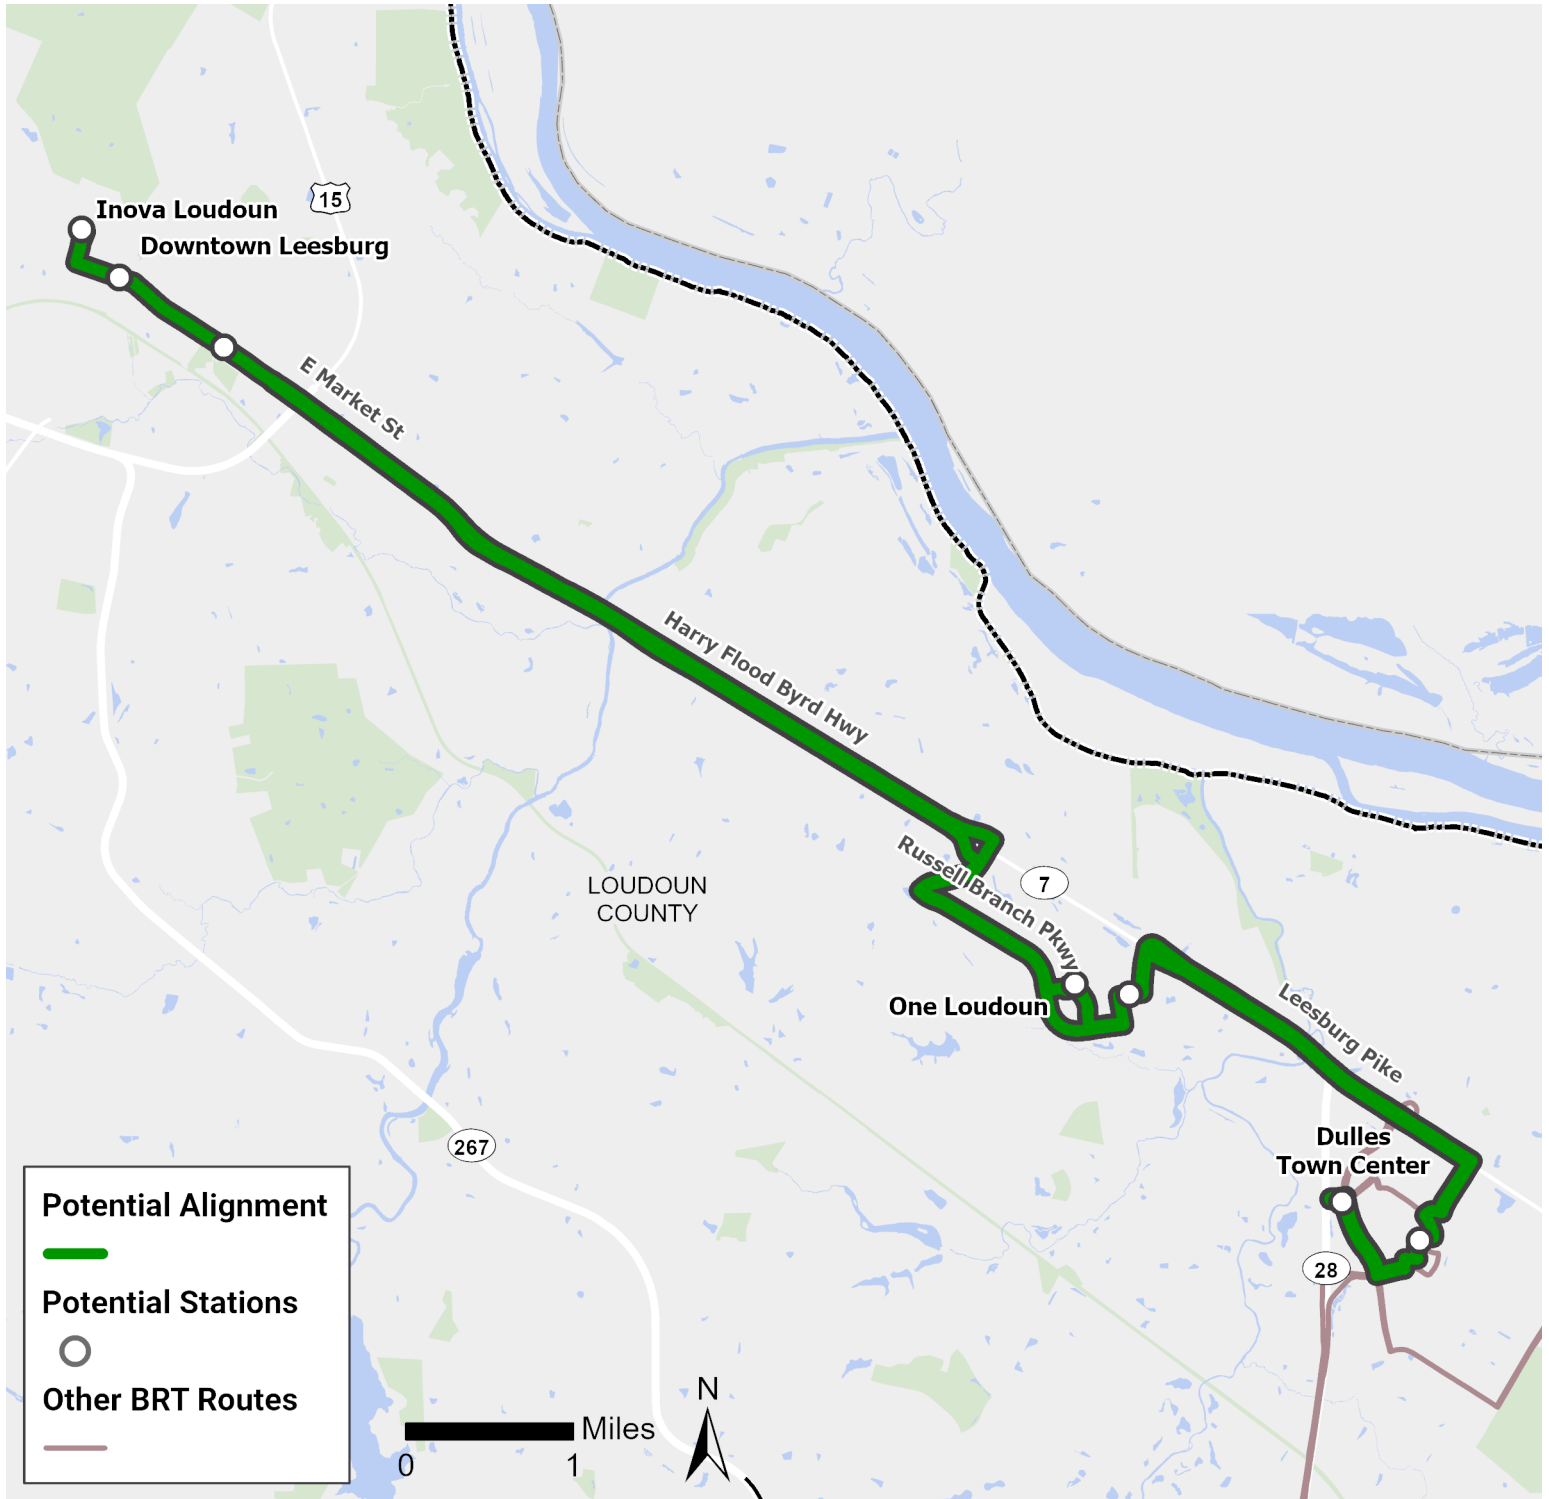 15
Inova Loudoun
Downtown Leesburg
E Market St
Harry Flood Byrd Hwy
Russell Branch Pkwy
7
LOUDOUN
COUNTY
One Loudoun
Leesburg Pike
Dulles
Town Center
267
28
Potential Alignment
Potential Stations
Other BRT Routes
N
Miles
0
1